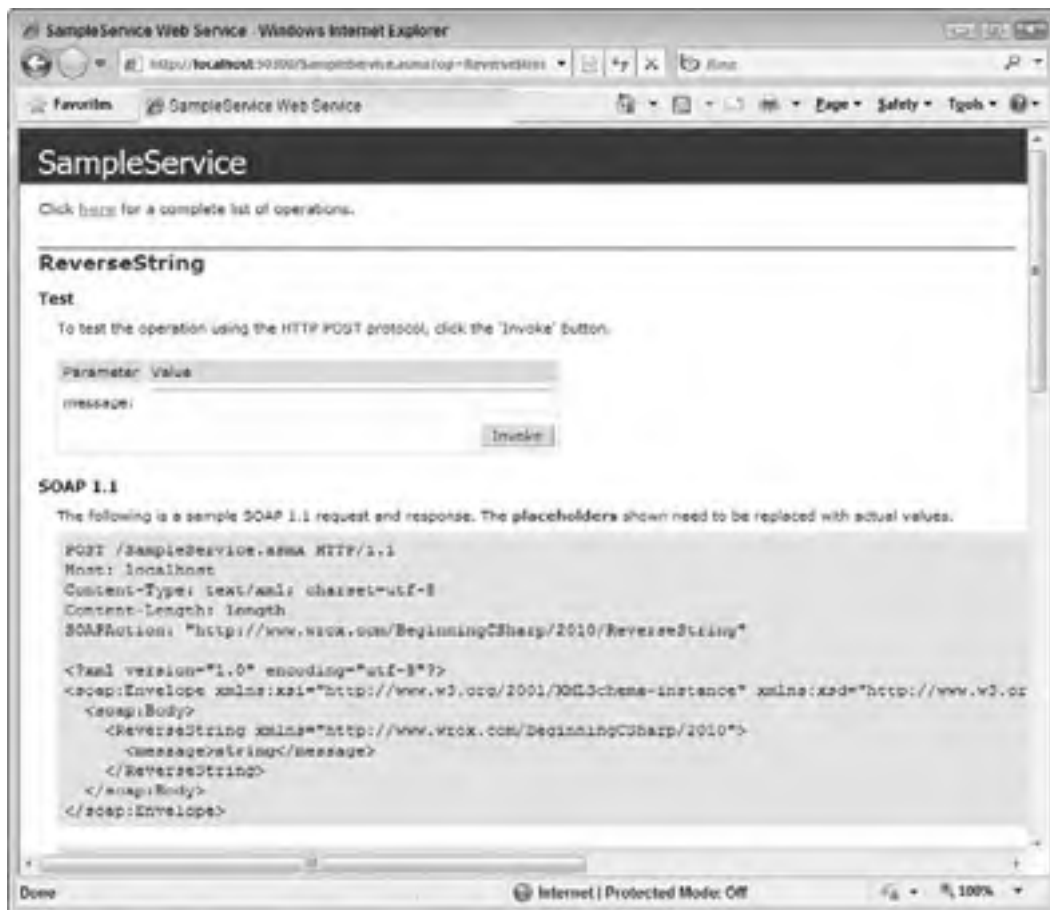 SampleService Web Service - Windows Internet Explorer
Favorites SampleService Web Service Page Safety Tools
SampleService
Click here for a complete list of operations.
ReverseString
Test
To test the operation using the HTTP POST protocol, click the 'Invoke' button.
Parameter Value
message:
Invoke
SOAP 1.1
The following is a sample SOAP 1.1 request and response. The placeholders shown need to be replaced with actual values.
POST /SampleService.asmx HTTP/1.1
Host: localhost
Content-Type: text/xml; charset=utf-8
Content-Length: length
SOAPAction: "http://www.wrox.com/BeginningCSharp/2010/ReverseString"
<?xml version="1.0" encoding="utf-8"?>
<soap:Envelope xmlns:xsi="http://www.w3.org/2001/XMLSchema-instance" xmlns:xsd="http://www.w3.or
<soap:Body>
<ReverseString xmlns="http://www.wrox.com/BeginningCSharp/2010">
<message>string</message>
</ReverseString>
</soap:Body>
</soap:Envelope>
Done Internet | Protected Mode: Off 100%